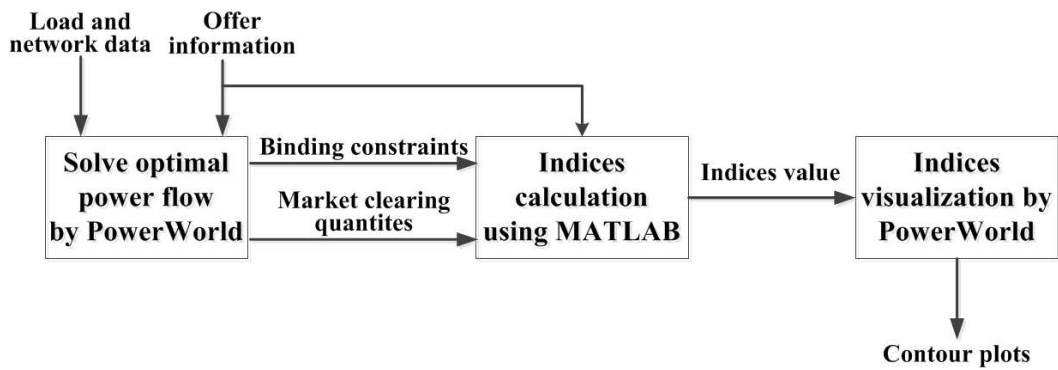 Load and
network data
Offer
information
Solve optimal
power flow
by PowerWorld
Binding constraints
Market clearing
quantites
Indices
calculation
using MATLAB
Indices value
Indices
visualization by
PowerWorld
Contour plots